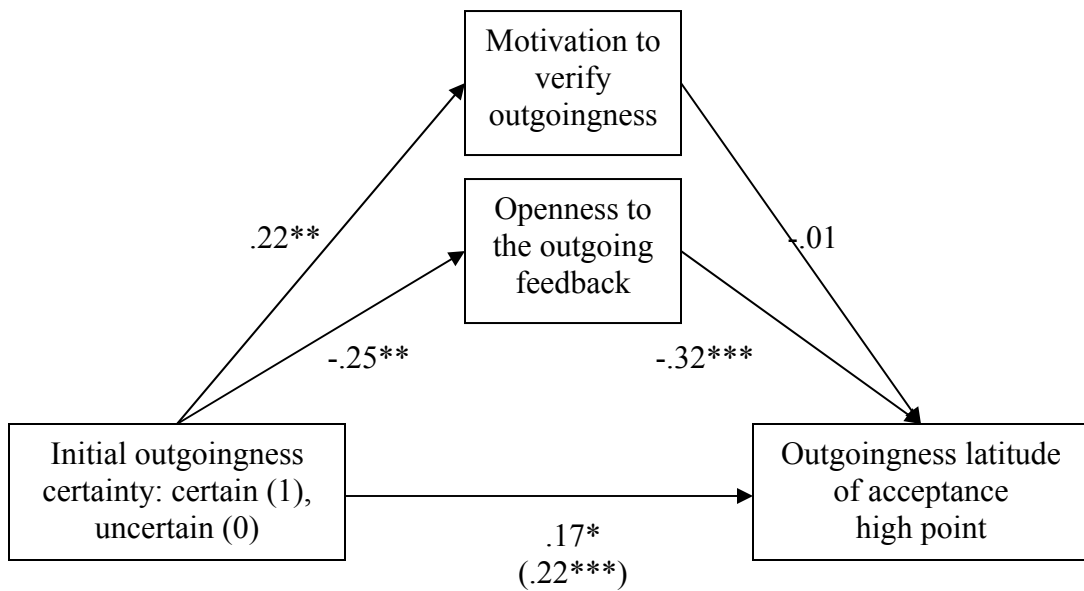 Motivation to
verify
outgoingness
Openness to
the outgoing
feedback
.22**
-.01
-.25**
-.32***
Initial outgoingness
certainty: certain (1),
uncertain (0)
Outgoingness latitude
of acceptance
high point
.17*
(.22***)